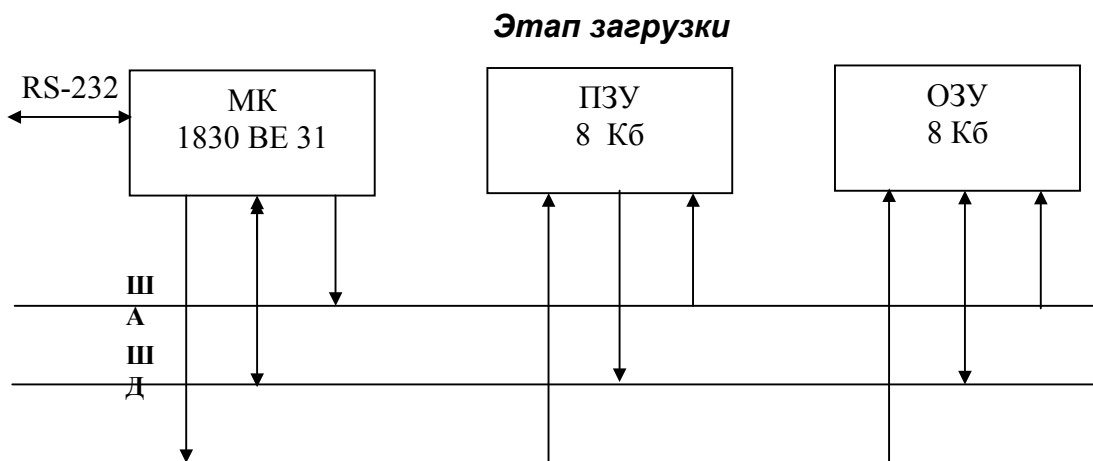 Этап загрузки
RS-232
МК
1830 ВЕ 31
ПЗУ
8 Кб
ОЗУ
8 Кб
Ш
А
Ш
Д